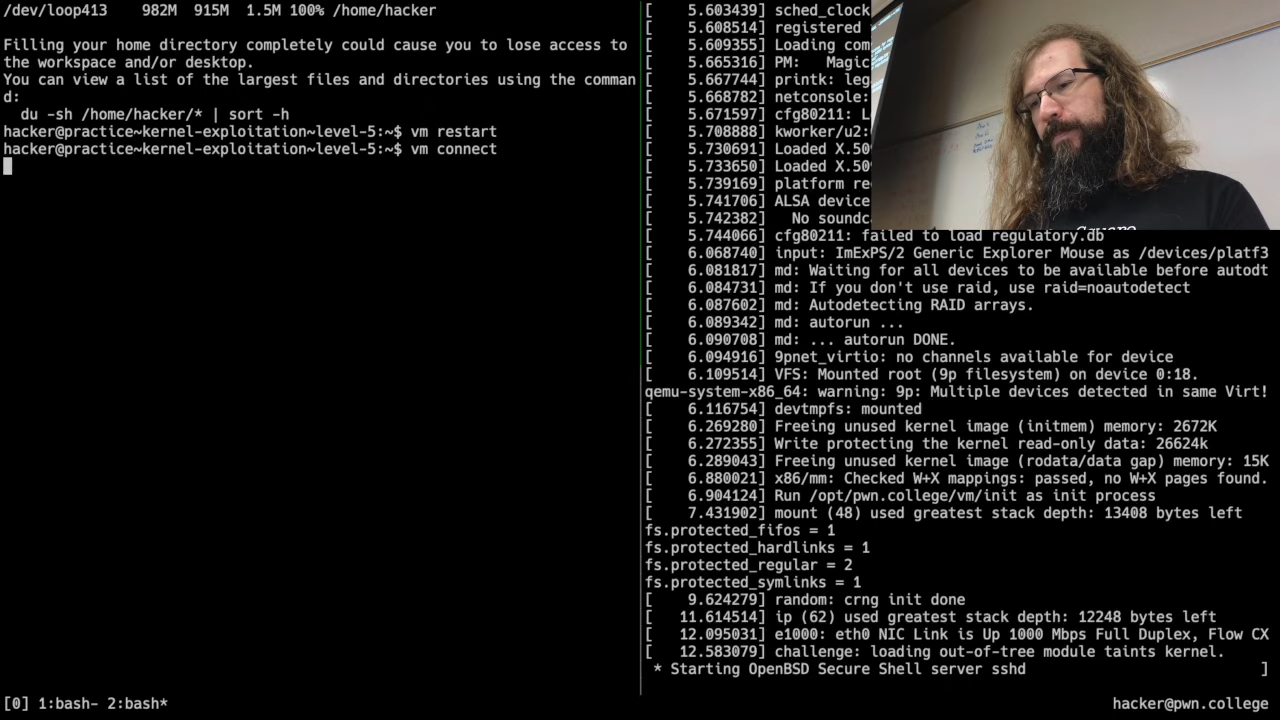 /dev/loop413    982M  915M  1.5M 100% /home/hacker
Filling your home directory completely could cause you to lose access to
the workspace and/or desktop.
You can view a list of the largest files and directories using the comman
d:
  du -sh /home/hacker/* | sort -h
hacker@practice~kernel-exploitation~level-5:~$ vm restart
hacker@practice~kernel-exploitation~level-5:~$ vm connect
[    5.603439] sched_clock
[    5.608514] registered
[    5.609355] Loading com
[    5.665316] PM:   Magic
[    5.667744] printk: leg
[    5.668782] netconsole:
[    5.671597] cfg80211: L
[    5.708888] kworker/u2:
[    5.730691] Loaded X.50
[    5.733650] Loaded X.50
[    5.739169] platform re
[    5.741706] ALSA device
[    5.742382]   No soundc
[    5.744066] cfg80211: failed to load regulatory.db
[    6.068740] input: ImExPS/2 Generic Explorer Mouse as /devices/platf3
[    6.081817] md: Waiting for all devices to be available before autodt
[    6.084731] md: If you don't use raid, use raid=noautodetect
[    6.087602] md: Autodetecting RAID arrays.
[    6.089342] md: autorun ...
[    6.090708] md: ... autorun DONE.
[    6.094916] 9pnet_virtio: no channels available for device
[    6.109514] VFS: Mounted root (9p filesystem) on device 0:18.
qemu-system-x86_64: warning: 9p: Multiple devices detected in same Virt!
[    6.116754] devtmpfs: mounted
[    6.269280] Freeing unused kernel image (initmem) memory: 2672K
[    6.272355] Write protecting the kernel read-only data: 26624k
[    6.289043] Freeing unused kernel image (rodata/data gap) memory: 15K
[    6.880021] x86/mm: Checked W+X mappings: passed, no W+X pages found.
[    6.904124] Run /opt/pwn.college/vm/init as init process
[    7.431902] mount (48) used greatest stack depth: 13408 bytes left
fs.protected_fifos = 1
fs.protected_hardlinks = 1
fs.protected_regular = 2
fs.protected_symlinks = 1
[    9.624279] random: crng init done
[   11.614514] ip (62) used greatest stack depth: 12248 bytes left
[   12.095031] e1000: eth0 NIC Link is Up 1000 Mbps Full Duplex, Flow CX
[   12.583079] challenge: loading out-of-tree module taints kernel.
 * Starting OpenBSD Secure Shell server sshd                            ]
[0] 1:bash- 2:bash*
hacker@pwn.college